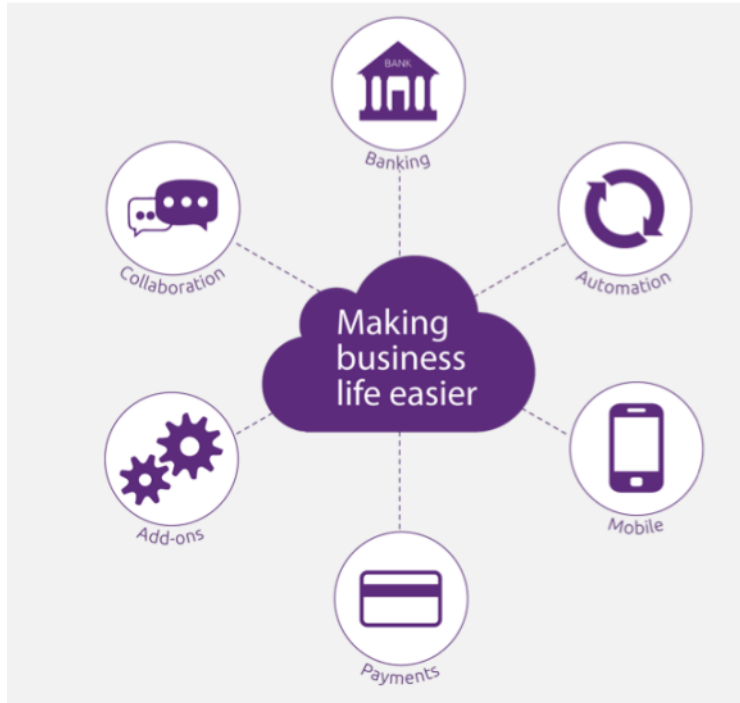 BANK
Banking
Collaboration
Automation
Making
business
life easier
Add-ons
Mobile
Payments